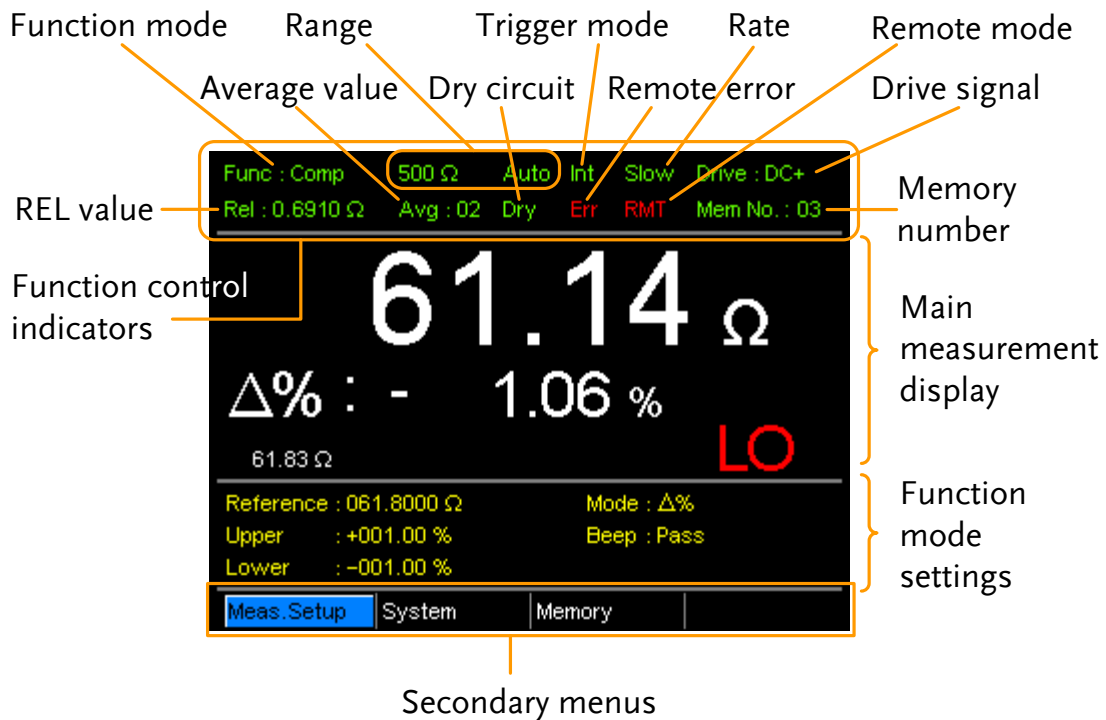 Function mode Range Trigger mode Rate Remote mode
Average value Dry circuit Remote error Drive signal
Func : Comp 500 Ω Auto Int Slow Drive : DC+
REL value Rel : 0.6910 Ω Avg : 02 Dry Err RMT Mem No. : 03 Memory
number
61.14 Ω
Function control
indicators
Main
measurement
display
Δ% : - 1.06 %
LO
61.83 Ω
Reference : 061.8000 Ω Mode : Δ%
Upper : +001.00 % Beep : Pass
Lower : -001.00 %
Function
mode
settings
Meas.Setup System Memory
Secondary menus